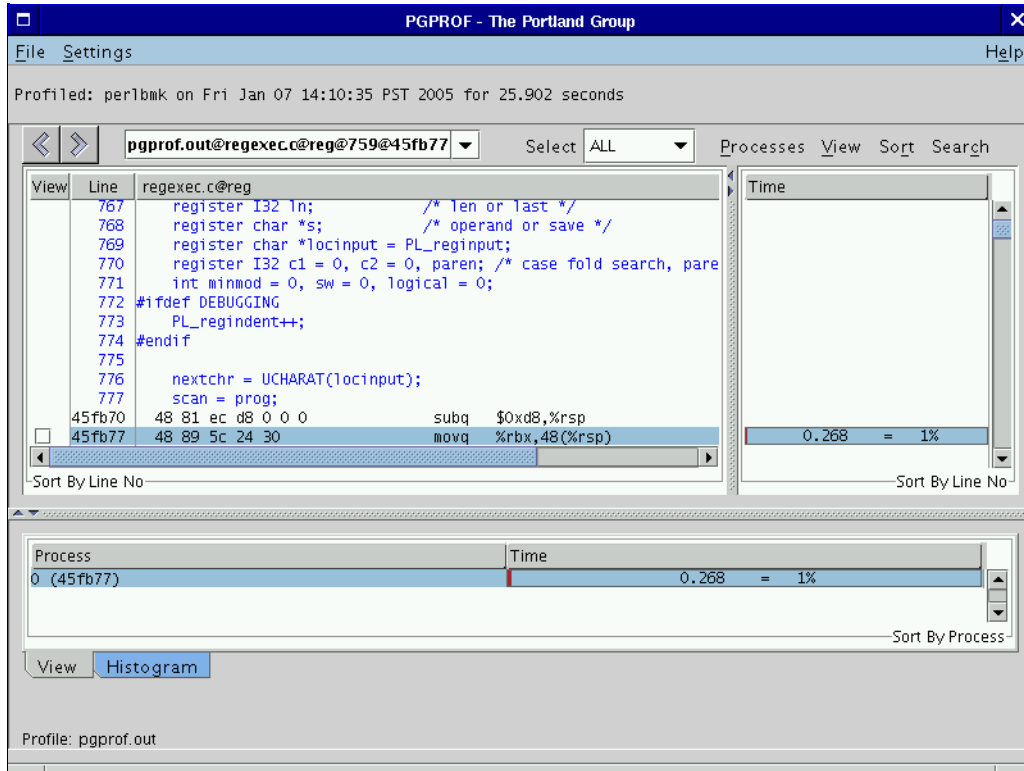 PGPROF - The Portland Group
File Settings Help
Profiled: perlbmk on Fri Jan 07 14:10:35 PST 2005 for 25.902 seconds
pgprof.out@regexec.c@reg@759@45fb77 Select ALL Processes View Sort Search
View Line regexec.c@reg Time
767 register I32 ln; /* len or last */
768 register char *s; /* operand or save */
769 register char *locinput = PL_reginput;
770 register I32 c1 = 0, c2 = 0, paren; /* case fold search, pare
771 int minmod = 0, sw = 0, logical = 0;
772 #ifdef DEBUGGING
773 PL_regindent++;
774 #endif
775
776 nextchr = UCHARAT(locinput);
777 scan = prog;
45fb70 48 81 ec d8 0 0 0 subq $0xd8,%rsp
45fb77 48 89 5c 24 30 movq %rbx,48(%rsp) 0.268 = 1%
Sort By Line No Sort By Line No
Process Time
0 (45fb77) 0.268 = 1%
Sort By Process
View Histogram
Profile: pgprof.out